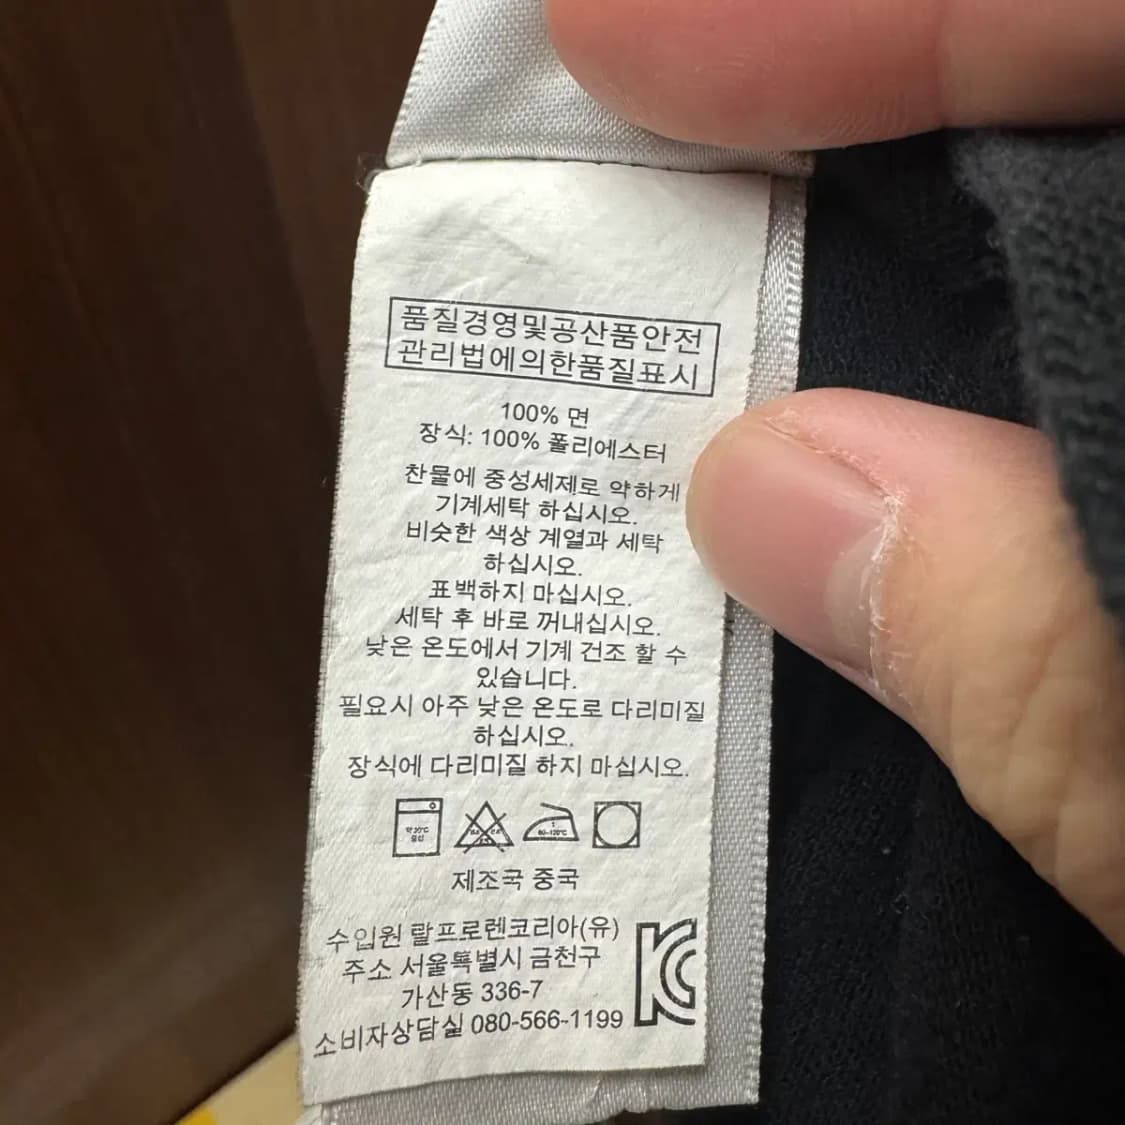 품질경영및공산품안전
관리법에의한품질표시
100% 면
장식: 100% 폴리에스터
찬물에 중성세제로 약하게
기계세탁 하십시오.
비슷한 색상 계열과 세탁
하십시오.
표백하지 마십시오.
세탁 후 바로 꺼내십시오.
낮은 온도에서 기계 건조 할 수
있습니다.
필요시 아주 낮은 온도로 다리미질
하십시오.
장식에 다리미질 하지 마십시오.
약 30℃
중성
80~120℃
제조국 중국
수입원 랄프로렌코리아(유)
주소 서울특별시 금천구
가산동 336-7
소비자상담실 080-566-1199
KC